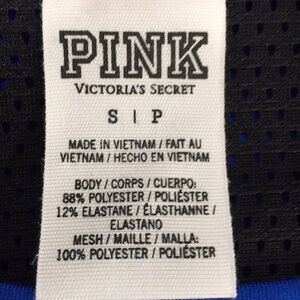 PINK
VICTORIA'S SECRET
S | P
MADE IN VIETNAM / FAIT AU
VIETNAM / HECHO EN VIETNAM
BODY / CORPS / CUERPO:
88% POLYESTER / POLIÉSTER
12% ELASTANE / ÉLASTHANNE /
ELASTANO
MESH / MAILLE / MALLA:
100% POLYESTER / POLIÉSTER